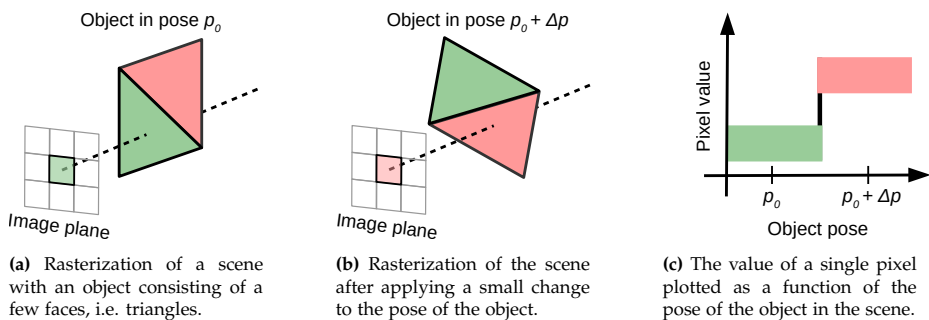 Object in pose p₀
Image plane
(a) Rasterization of a scene
with an object consisting of a
few faces, i.e. triangles.
Object in pose p₀ + Δp
Image plane
(b) Rasterization of the scene
after applying a small change
to the pose of the object.
Pixel value
p₀
p₀ + Δp
Object pose
(c) The value of a single pixel
plotted as a function of the
pose of the object in the scene.